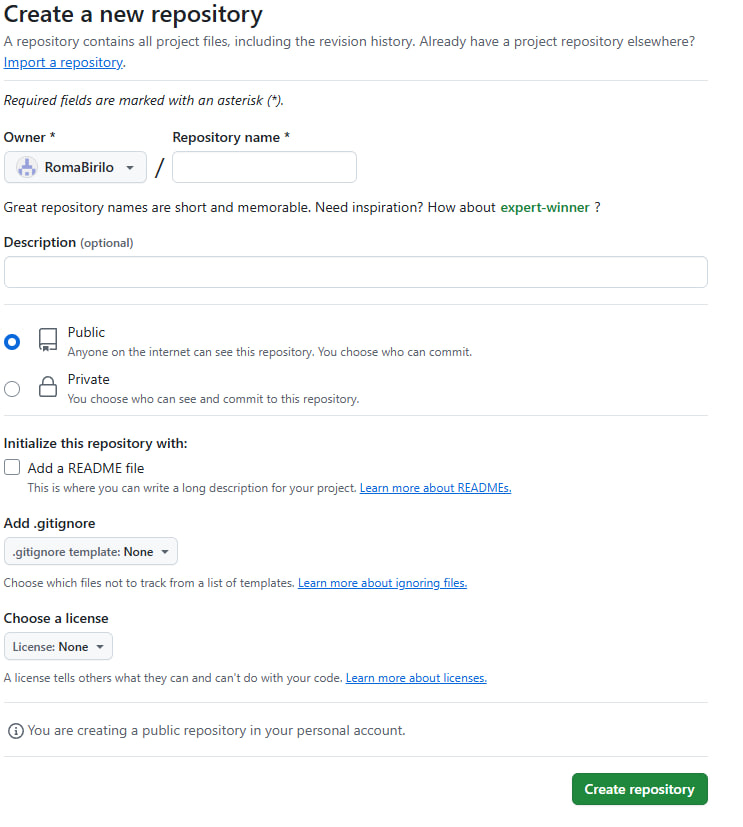 Create a new repository
A repository contains all project files, including the revision history. Already have a project repository elsewhere?
Import a repository.
Required fields are marked with an asterisk (*).
Owner * Repository name *
RomaBirilo /
Great repository names are short and memorable. Need inspiration? How about expert-winner ?
Description (optional)
Public
Anyone on the internet can see this repository. You choose who can commit.
Private
You choose who can see and commit to this repository.
Initialize this repository with:
Add a README file
This is where you can write a long description for your project. Learn more about READMEs.
Add .gitignore
.gitignore template: None
Choose which files not to track from a list of templates. Learn more about ignoring files.
Choose a license
License: None
A license tells others what they can and can't do with your code. Learn more about licenses.
You are creating a public repository in your personal account.
Create repository